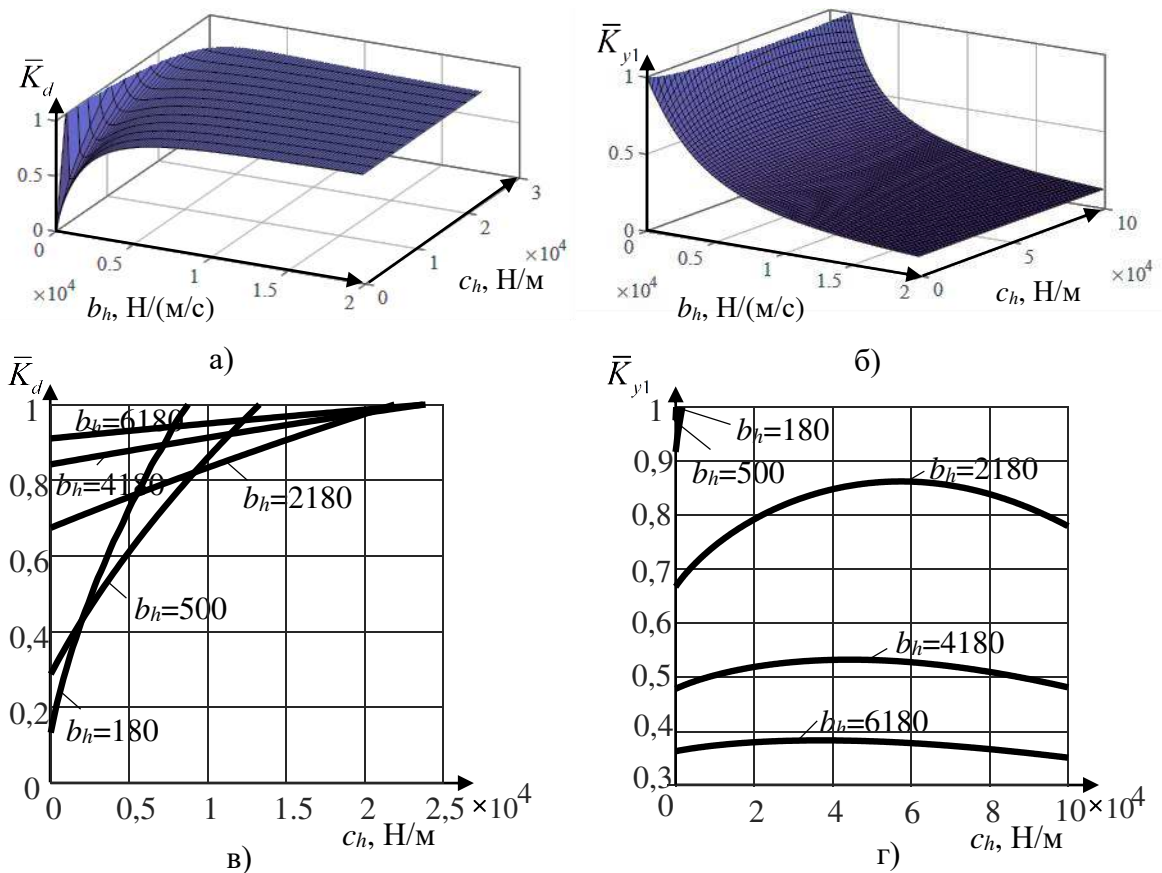 K̅d
1
0.5
0
0
0.5
1
1.5
2
×10⁴
bh, Н/(м/с)
0
1
2
3
×10⁴
ch, Н/м
а)
K̅y1
1
0.5
0
0
0.5
1
1.5
2
×10⁴
bh, Н/(м/с)
0
5
10
×10⁴
ch, Н/м
б)
K̅d
1
0,8
0,6
0,4
0,2
0
bh=6180
bh=4180
bh=2180
bh=500
bh=180
0 0,5 1 1.5 2 2,5 ×10⁴
ch, Н/м
в)
K̅y1
1
0,9
0,8
0,7
0,6
0,5
0,4
0,3
bh=180
bh=500
bh=2180
bh=4180
bh=6180
0 2 4 6 8 10 ×10⁴
ch, Н/м
г)